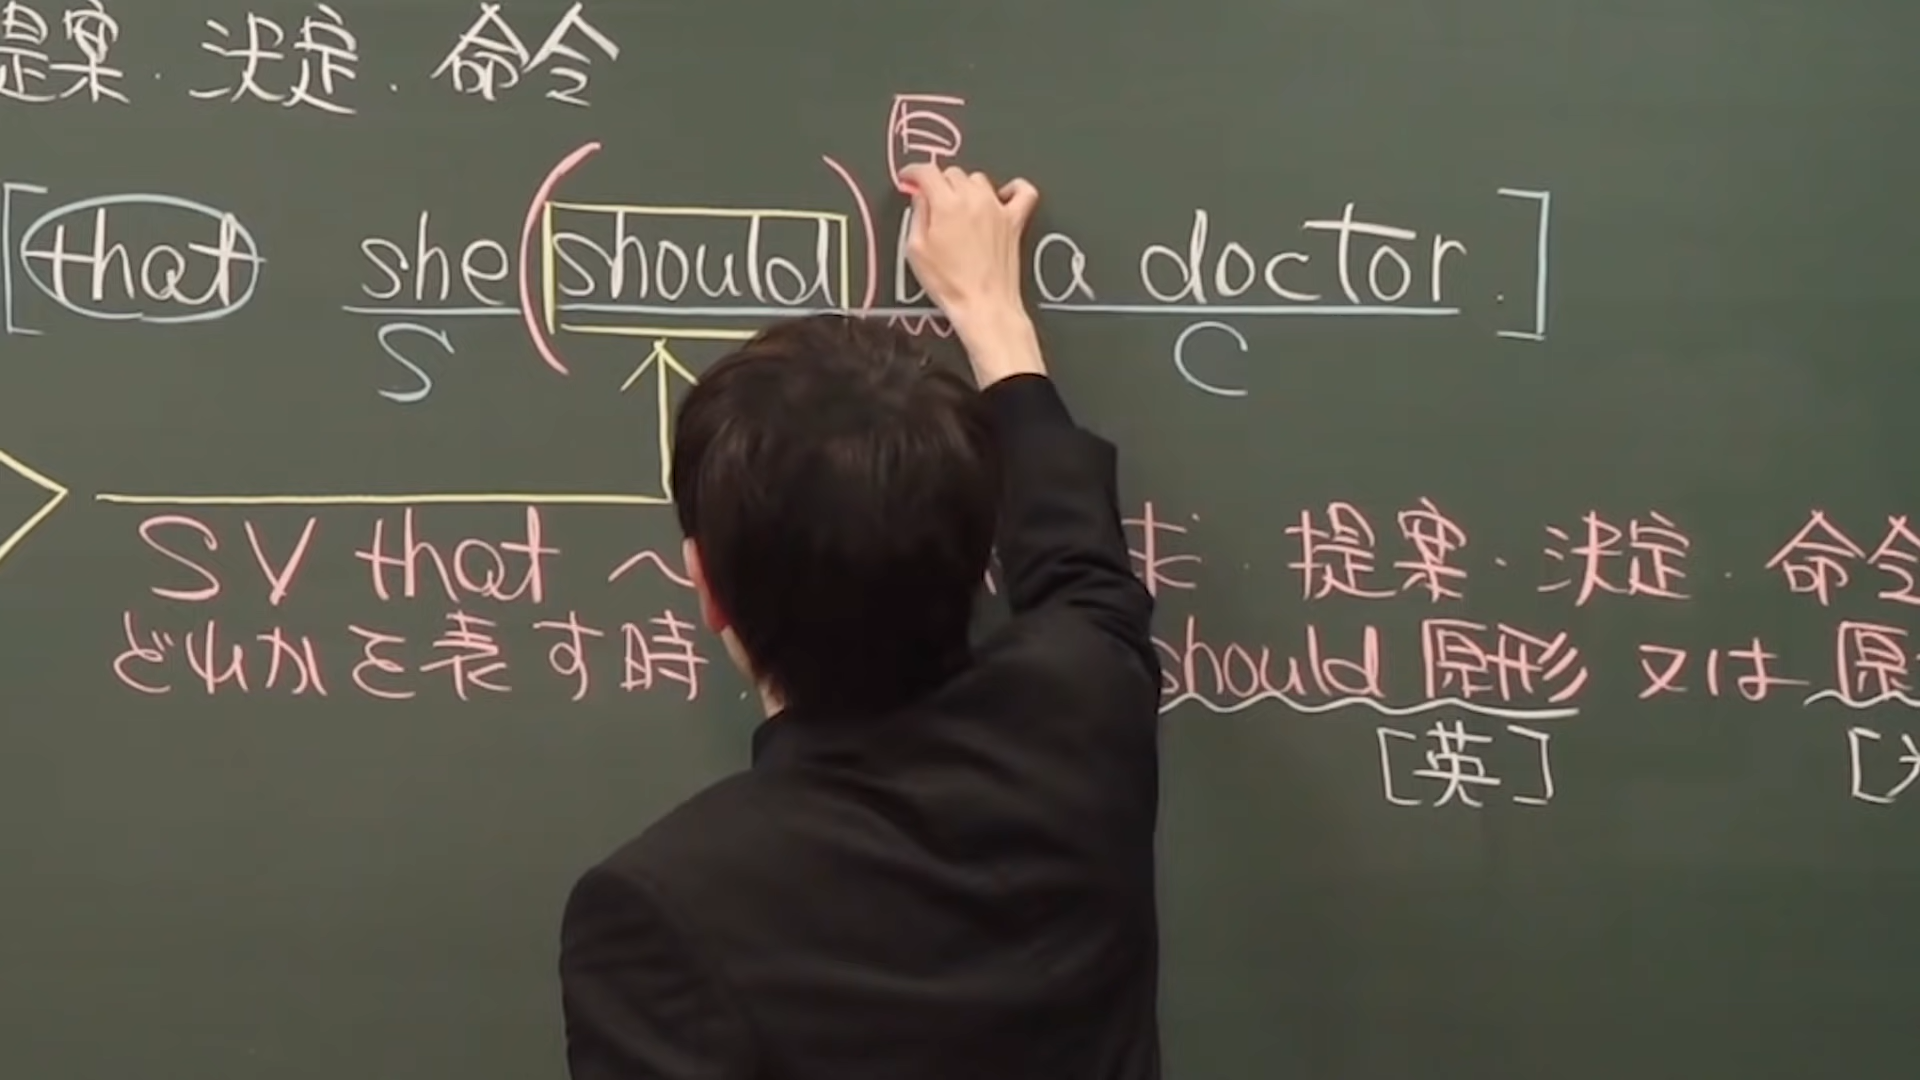 提案・決定・命令
原
[that she (should) a doctor.]
S C
SV that ～ 求・提案・決定・命令
どれかを表す時 should 原形 又は 原
[英] [